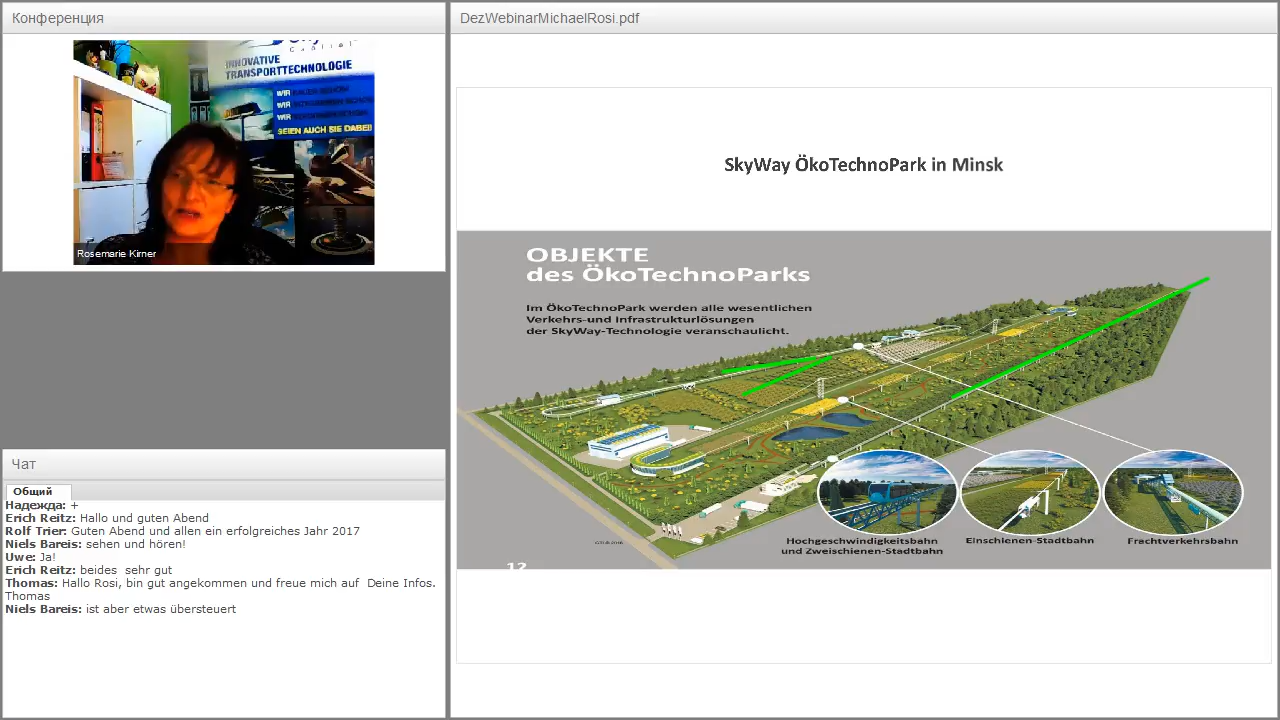 Конференция
INNOVATIVE
TRANSPORTTECHNOLOGIE
WIR
WIR
WIR
SEIEN AUCH SIE DABEI!
Rosemarie Kirner
Чат
Общий
Надежда: +
Erich Reitz: Hallo und guten Abend
Rolf Trier: Guten Abend und allen ein erfolgreiches Jahr 2017
Niels Bareis: sehen und hören!
Uwe: Ja!
Erich Reitz: beides  sehr gut
Thomas: Hallo Rosi, bin gut angekommen und freue mich auf  Deine Infos.
Thomas
Niels Bareis: ist aber etwas übersteuert
DezWebinarMichaelRosi.pdf
SkyWay ÖkoTechnoPark in Minsk
OBJEKTE
des ÖkoTechnoParks
Im ÖkoTechnoPark werden alle wesentlichen
Verkehrs-und Infrastrukturlösungen
der SkyWay-Technologie veranschaulicht.
Hochgeschwindigkeitsbahn
und Zweischienen-Stadtbahn
Einschienen-Stadtbahn
Frachtverkehrsbahn
12